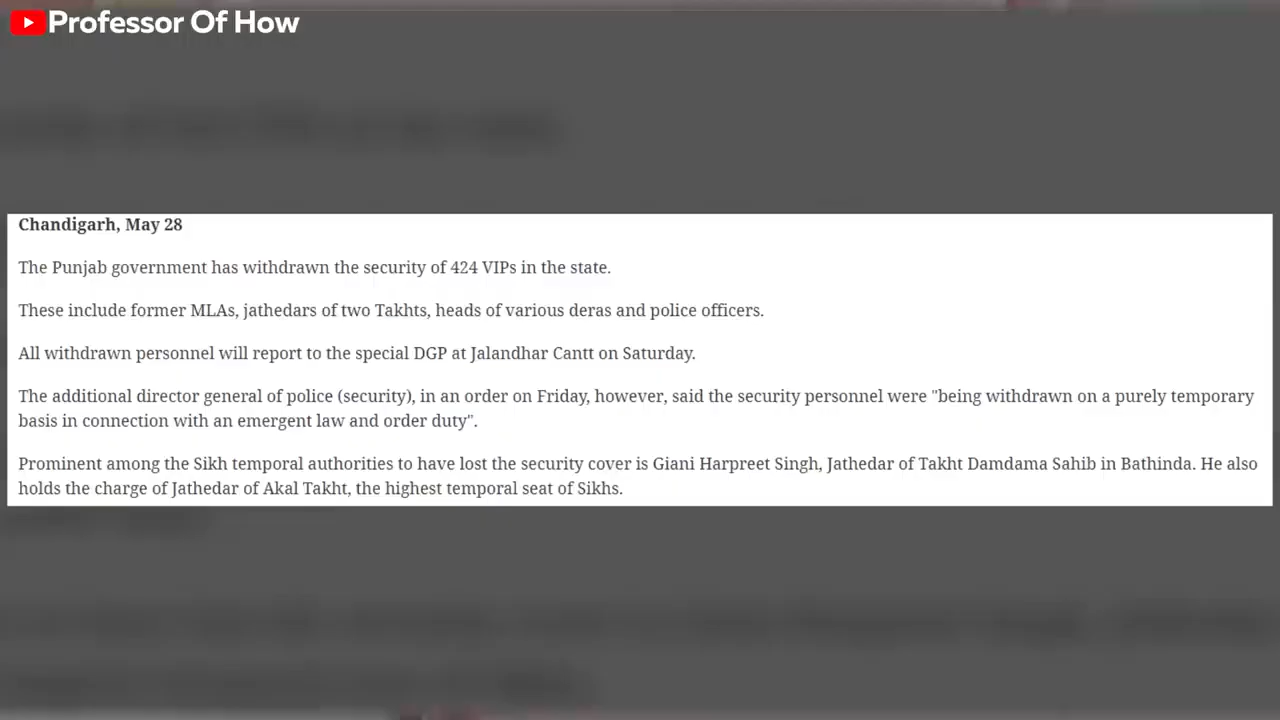 Professor Of How
Chandigarh, May 28
The Punjab government has withdrawn the security of 424 VIPs in the state.
These include former MLAs, jathedars of two Takhts, heads of various deras and police officers.
All withdrawn personnel will report to the special DGP at Jalandhar Cantt on Saturday.
The additional director general of police (security), in an order on Friday, however, said the security personnel were "being withdrawn on a purely temporary
basis in connection with an emergent law and order duty".
Prominent among the Sikh temporal authorities to have lost the security cover is Giani Harpreet Singh, Jathedar of Takht Damdama Sahib in Bathinda. He also
holds the charge of Jathedar of Akal Takht, the highest temporal seat of Sikhs.